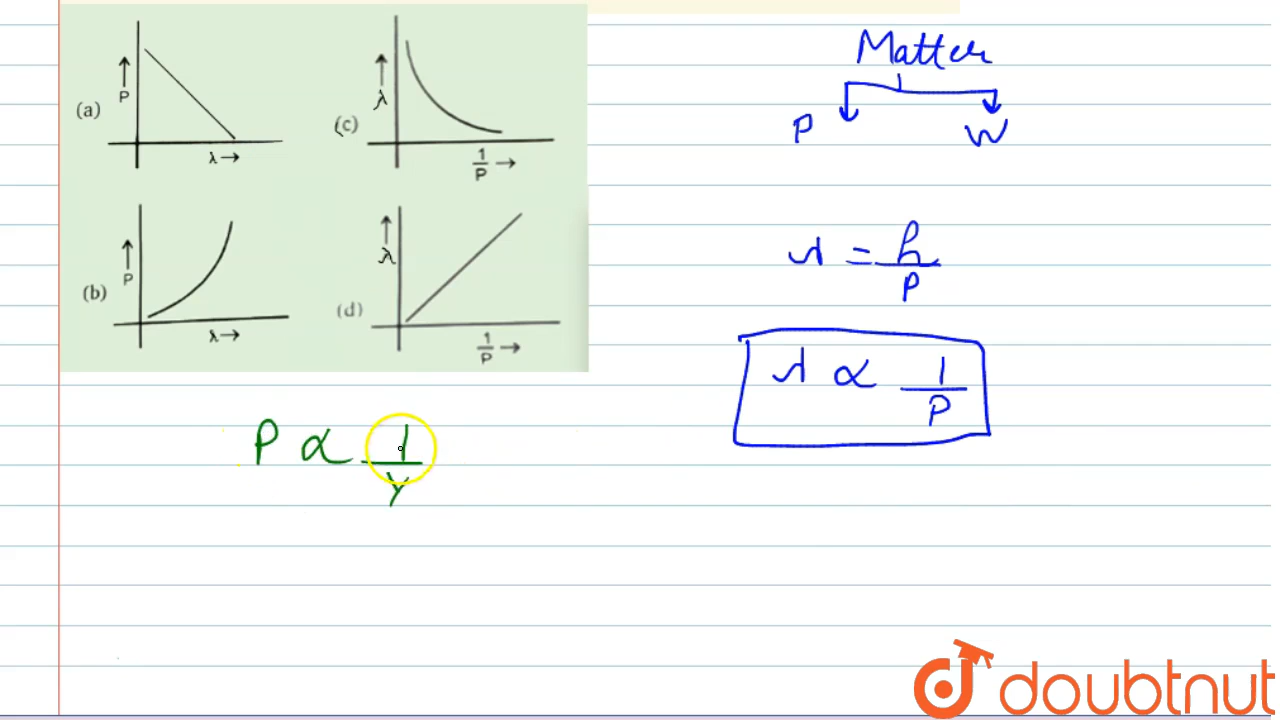 (a) P λ→
(c) λ 1/P →
(b) P λ→
(d) λ 1/P →
Matter
P W
λ = h/P
λ ∝ 1/P
P ∝ 1/Y
doubtnut